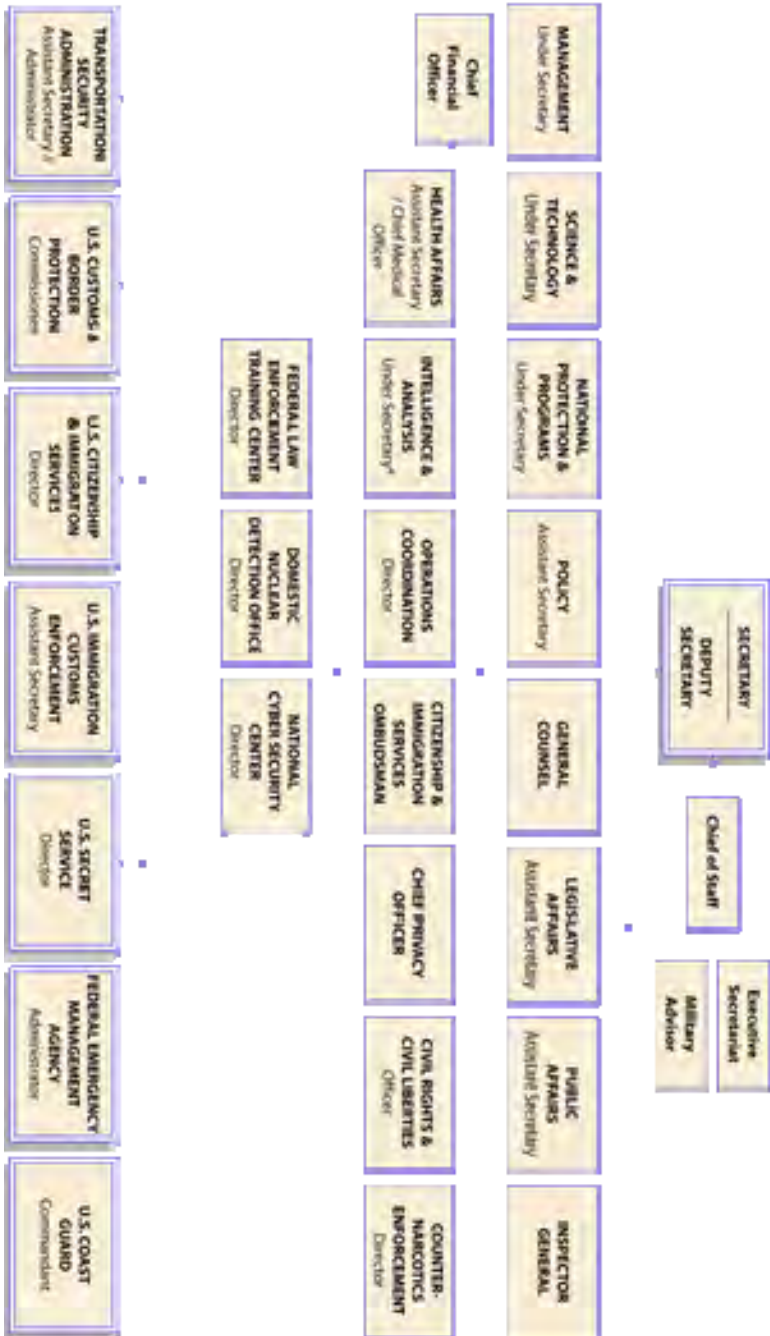 SECRETARY
DEPUTY
SECRETARY
Chief of Staff
Executive
Secretariat
Military
Advisor
MANAGEMENT
Under Secretary
SCIENCE &
TECHNOLOGY
Under Secretary
NATIONAL
PROTECTION &
PROGRAMS
Under Secretary
POLICY
Assistant Secretary
GENERAL
COUNSEL
LEGISLATIVE
AFFAIRS
Assistant Secretary
PUBLIC
AFFAIRS
Assistant Secretary
INSPECTOR
GENERAL
Chief
Financial
Officer
HEALTH AFFAIRS
Assistant Secretary
/ Chief Medical
Officer
INTELLIGENCE &
ANALYSIS
Under Secretary*
OPERATIONS
COORDINATION
Director
CITIZENSHIP &
IMMIGRATION
SERVICES
OMBUDSMAN
CHIEF PRIVACY
OFFICER
CIVIL RIGHTS &
CIVIL LIBERTIES
Officer
COUNTER-
NARCOTICS
ENFORCEMENT
Director
FEDERAL LAW
ENFORCEMENT
TRAINING CENTER
Director
DOMESTIC
NUCLEAR
DETECTION OFFICE
Director
NATIONAL
CYBER SECURITY
CENTER
Director
TRANSPORTATION
SECURITY
ADMINISTRATION
Assistant Secretary /
Administrator
U.S. CUSTOMS &
BORDER
PROTECTION
Commissioner
U.S. CITIZENSHIP
& IMMIGRATION
SERVICES
Director
U.S. IMMIGRATION
CUSTOMS
ENFORCEMENT
Assistant Secretary
U.S. SECRET
SERVICE
Director
FEDERAL EMERGENCY
MANAGEMENT
AGENCY
Administrator
U.S. COAST
GUARD
Commandant